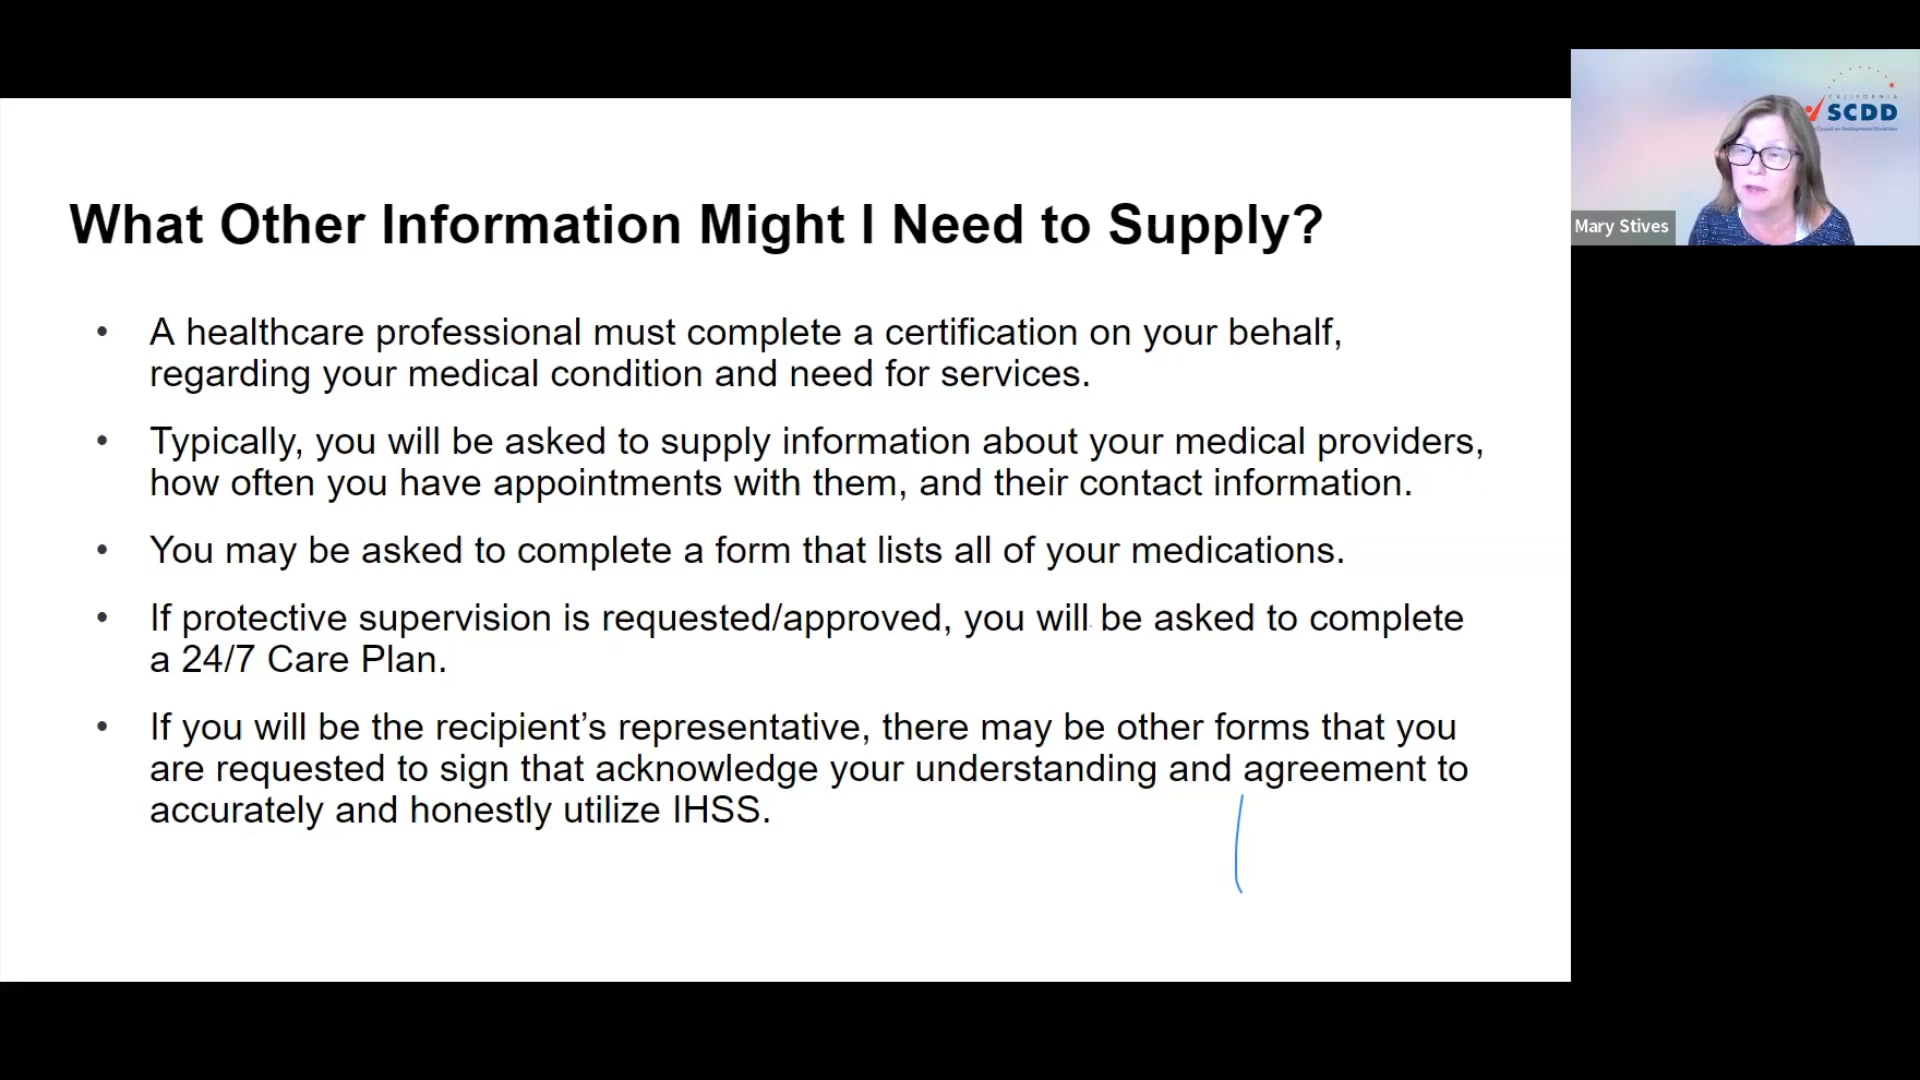 What Other Information Might I Need to Supply?
• A healthcare professional must complete a certification on your behalf,
regarding your medical condition and need for services.
• Typically, you will be asked to supply information about your medical providers,
how often you have appointments with them, and their contact information.
• You may be asked to complete a form that lists all of your medications.
• If protective supervision is requested/approved, you will be asked to complete
a 24/7 Care Plan.
• If you will be the recipient’s representative, there may be other forms that you
are requested to sign that acknowledge your understanding and agreement to
accurately and honestly utilize IHSS.
CALIFORNIA
SCDD
Council on Developmental Disabilities
Mary Stives